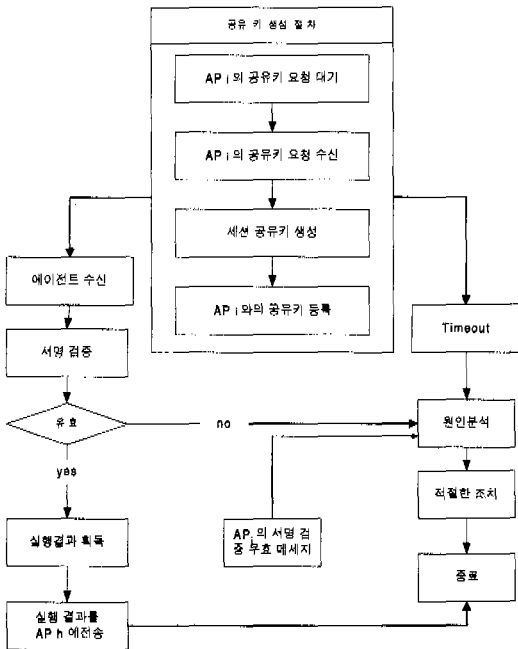 공유 키 생성 절차
AP i 의 공유키 요청 대기
AP i 의 공유키 요청 수신
세션 공유키 생성
AP i 와의 공유키 등록
에이전트 수신
서명 검증
유효
no
yes
Timeout
원인분석
적절한 조치
종료
AP j 의 서명 검
증 무효 메세지
실행결과 획득
실행 결과를
AP h 에전송